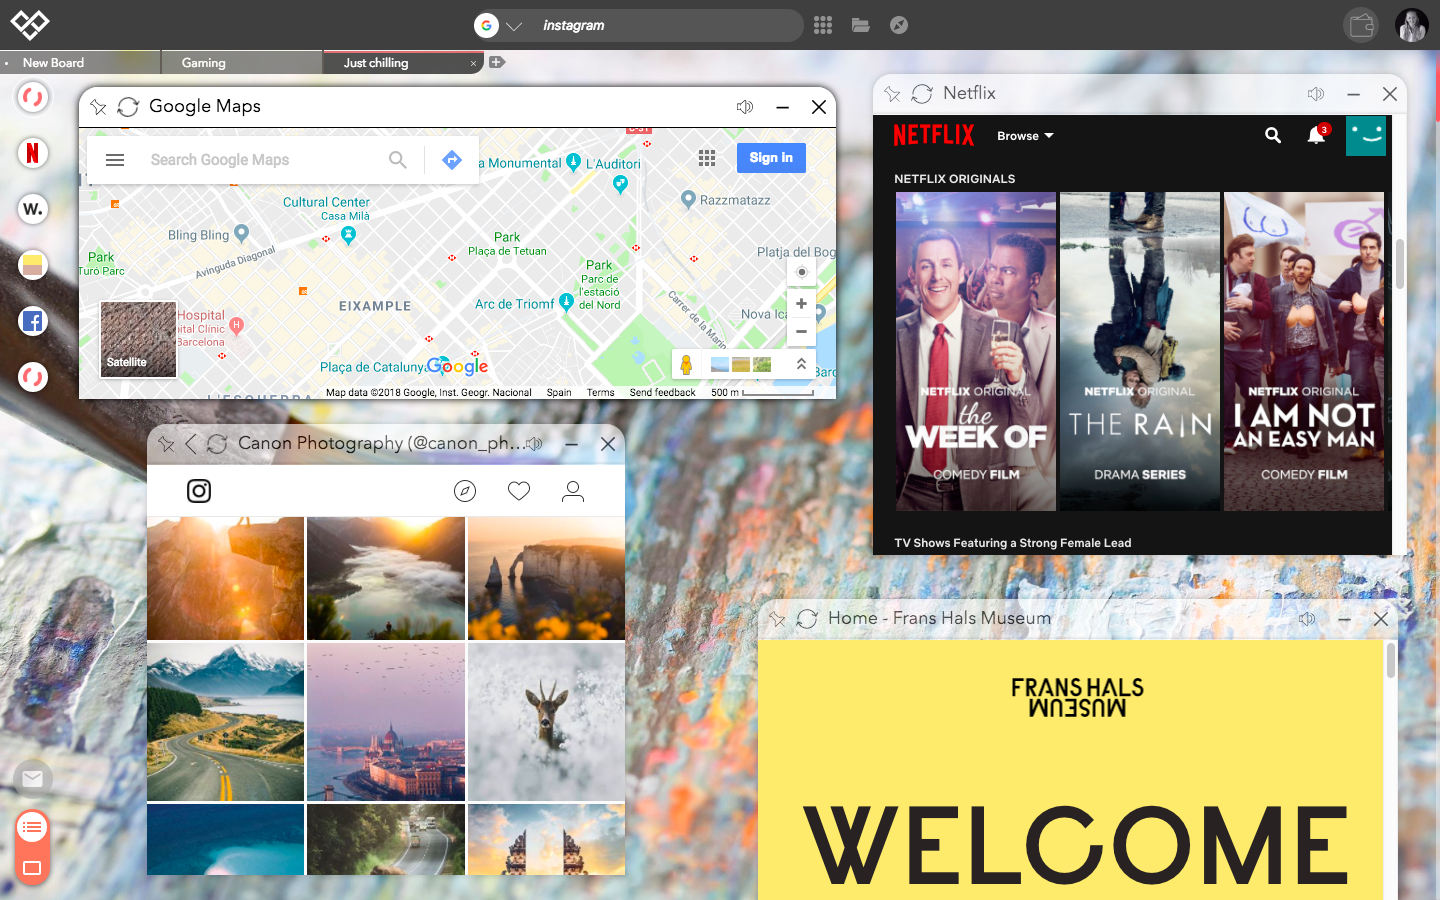 G
instagram
New Board
Gaming
Just chilling
N
W.
Google Maps
Search Google Maps
Sign in
a Monumental
L'Auditori
Razzmatazz
Cultural Center
Casa Milà
Bling Bling
Avinguda Diagonal
Park
Turó Parc
Park
Plaça de Tetuan
Platja del Bog
Park
Parc de
l'estació
del Nord
EIXAMPLE
Arc de Triomf
Carrer de la Marina
Nova Ica
Hospital
pital Clínic
Barcelona
H
Satellite
Plaça de Cataluny
Google
Map data ©2018 Google, Inst. Geogr. Nacional
Spain
Terms
Send feedback
500 m
Netflix
NETFLIX
Browse
3
NETFLIX ORIGINALS
NETFLIX ORIGINAL
the
WEEK OF
COMEDY FILM
NETFLIX ORIGINAL
THE RAIN
DRAMA SERIES
NETFLIX ORIGINAL
I AM NOT
AN EASY MAN
COMEDY FILM
TV Shows Featuring a Strong Female Lead
Canon Photography (@canon_ph...
Home - Frans Hals Museum
FRANS HALS
MUSEUM
WELCOME